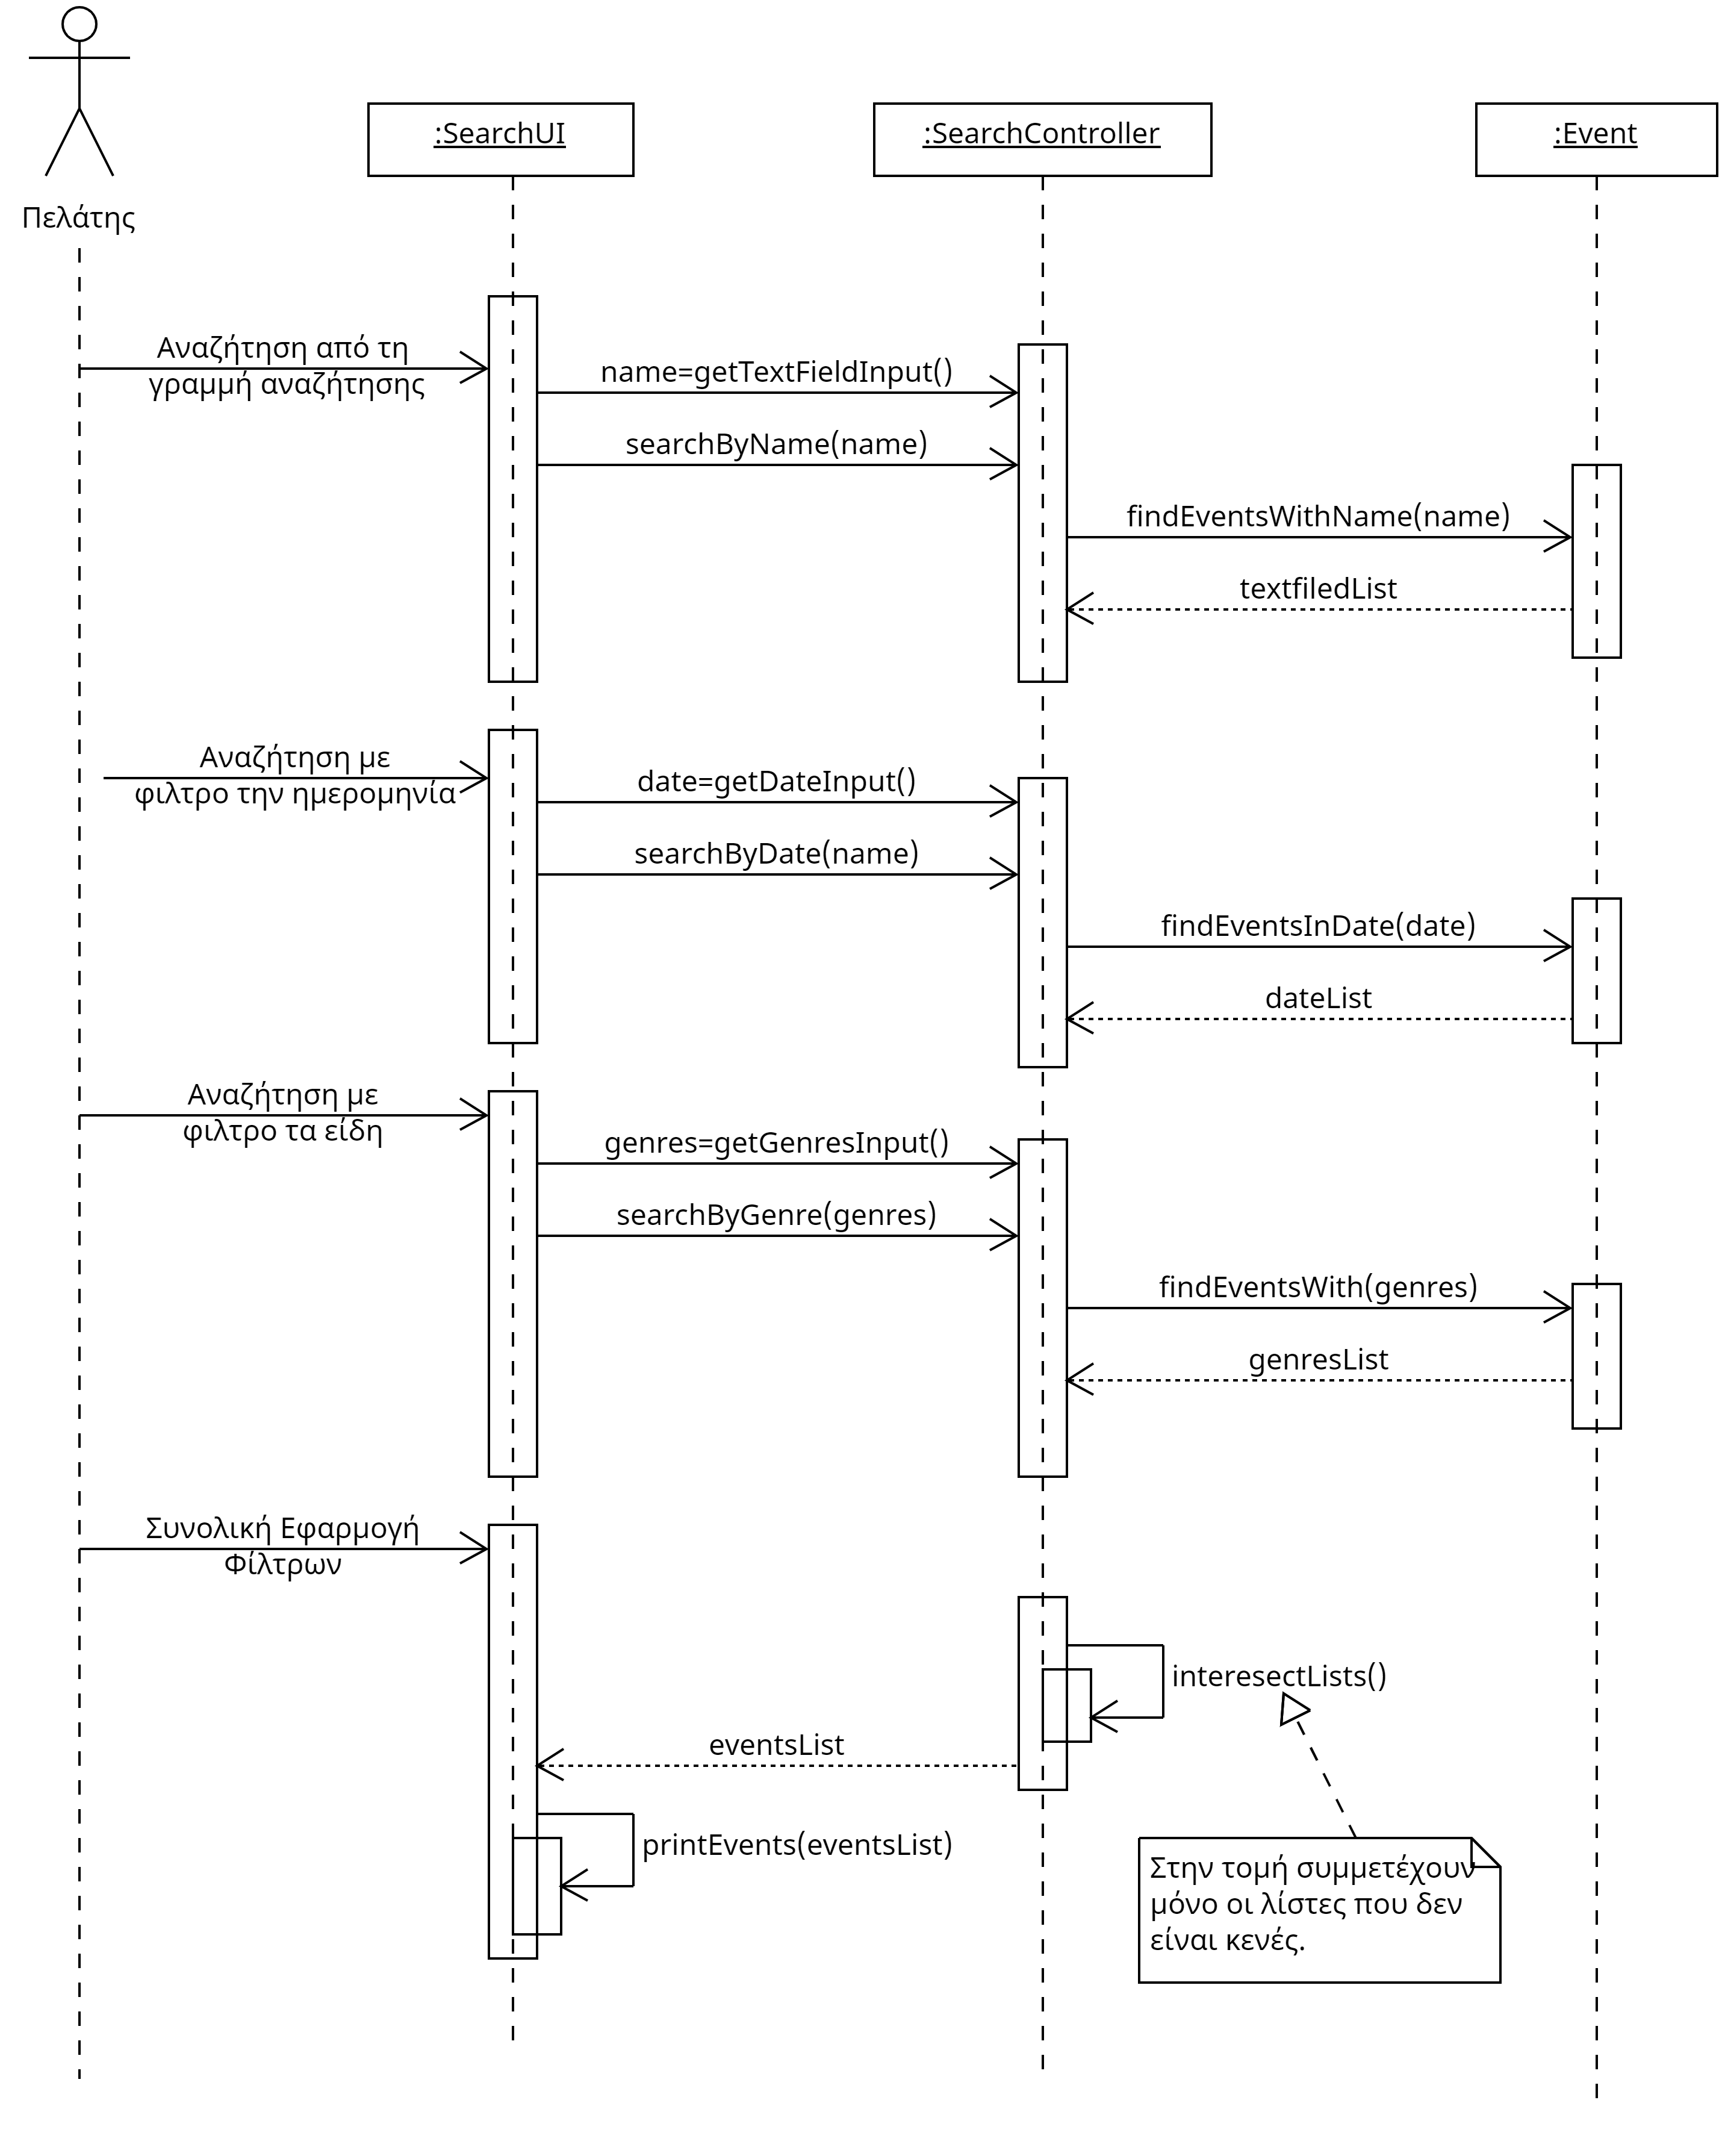 :SearchUI
:SearchController
:Event
Πελάτης
Αναζήτηση από τη
γραμμή αναζήτησης
name=getTextFieldInput()
searchByName(name)
findEventsWithName(name)
textfiledList
Αναζήτηση με
φιλτρο την ημερομηνία
date=getDateInput()
searchByDate(name)
findEventsInDate(date)
dateList
Αναζήτηση με
φιλτρο τα είδη
genres=getGenresInput()
searchByGenre(genres)
findEventsWith(genres)
genresList
Συνολική Εφαρμογή
Φίλτρων
interesectLists()
eventsList
printEvents(eventsList)
Στην τομή συμμετέχουν
μόνο οι λίστες που δεν
είναι κενές.